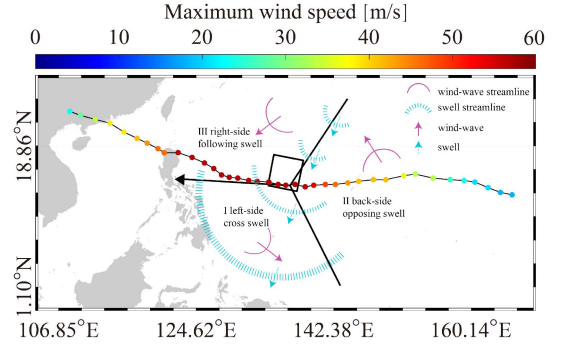 Maximum wind speed [m/s]
0 10 20 30 40 50 60
wind-wave streamline
swell streamline
wind-wave
swell
III right-side
following swell
II back-side
opposing swell
I left-side
cross swell
18.86°N
1.10°N
106.85°E 124.62°E 142.38°E 160.14°E